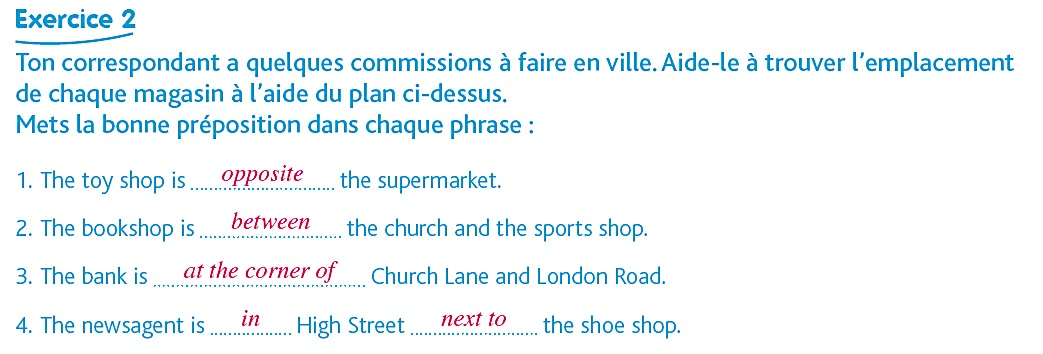 Exercice 2
Ton correspondant a quelques commissions à faire en ville. Aide-le à trouver l'emplacement
de chaque magasin à l'aide du plan ci-dessus.
Mets la bonne préposition dans chaque phrase :
1. The toy shop is opposite the supermarket.
2. The bookshop is between the church and the sports shop.
3. The bank is at the corner of Church Lane and London Road.
4. The newsagent is in High Street next to the shoe shop.